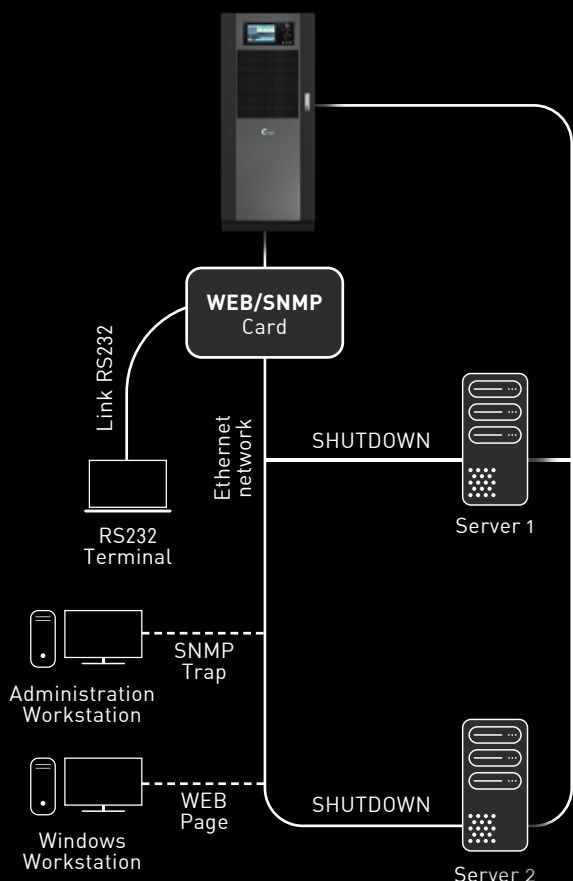 WEB/SNMP
Card
Link RS232
Ethernet
network
SHUTDOWN
Server 1
RS232
Terminal
SNMP
Trap
Administration
Workstation
WEB
Page
SHUTDOWN
Windows
Workstation
Server 2